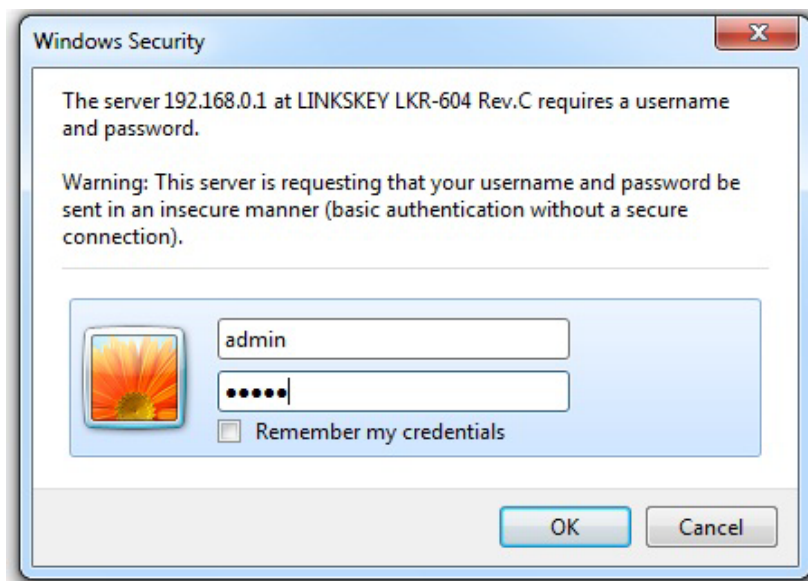 Windows Security
The server 192.168.0.1 at LINKSKEY LKR-604 Rev.C requires a username
and password.
Warning: This server is requesting that your username and password be
sent in an insecure manner (basic authentication without a secure
connection).
admin
•••••
Remember my credentials
OK
Cancel